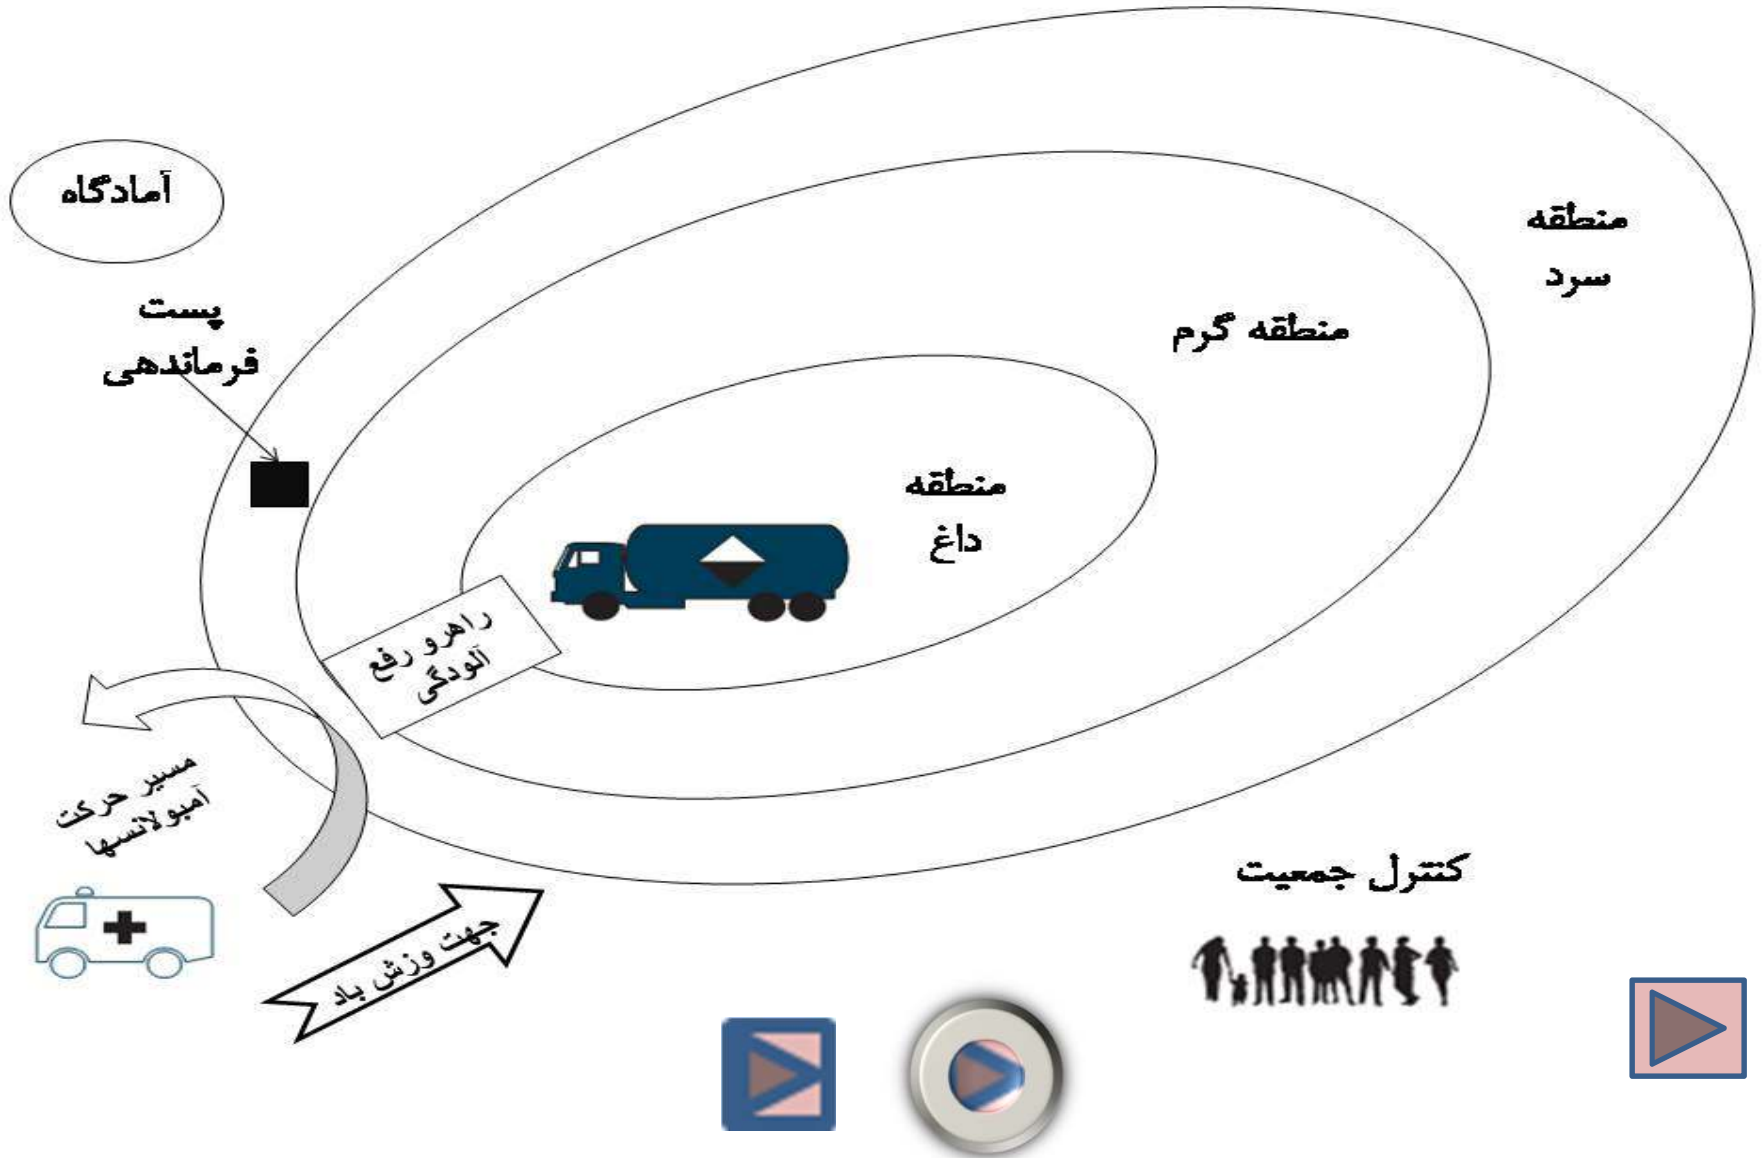 آمادگاه
منطقه
سرد
پست
فرماندهی
منطقه گرم
منطقه
داغ
راهرو رفع
آلودگی
مسیر حرکت
آمبولانسها
کنترل جمعیت
جهت وزش باد